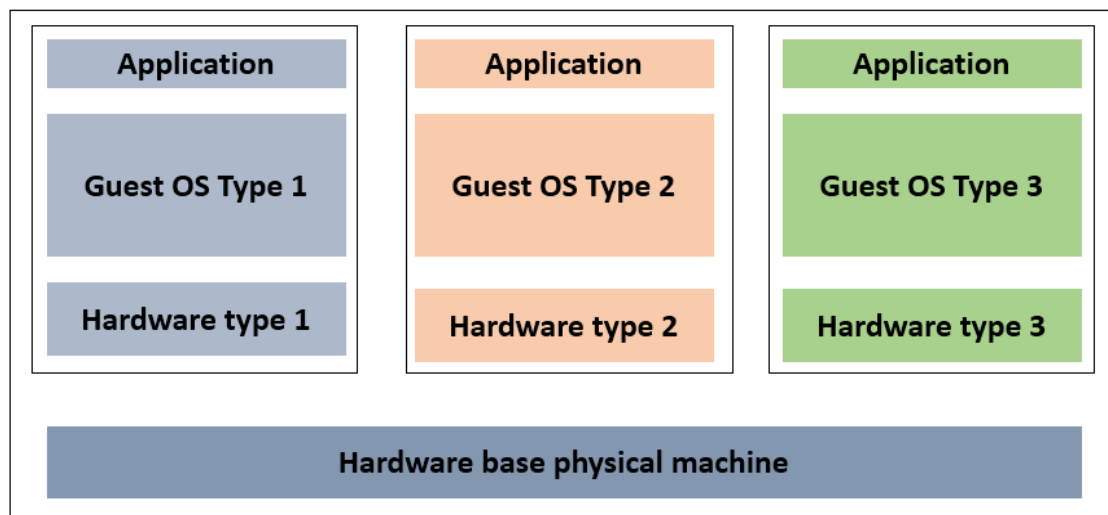 Application
Application
Application
Guest OS Type 1
Guest OS Type 2
Guest OS Type 3
Hardware type 1
Hardware type 2
Hardware type 3
Hardware base physical machine